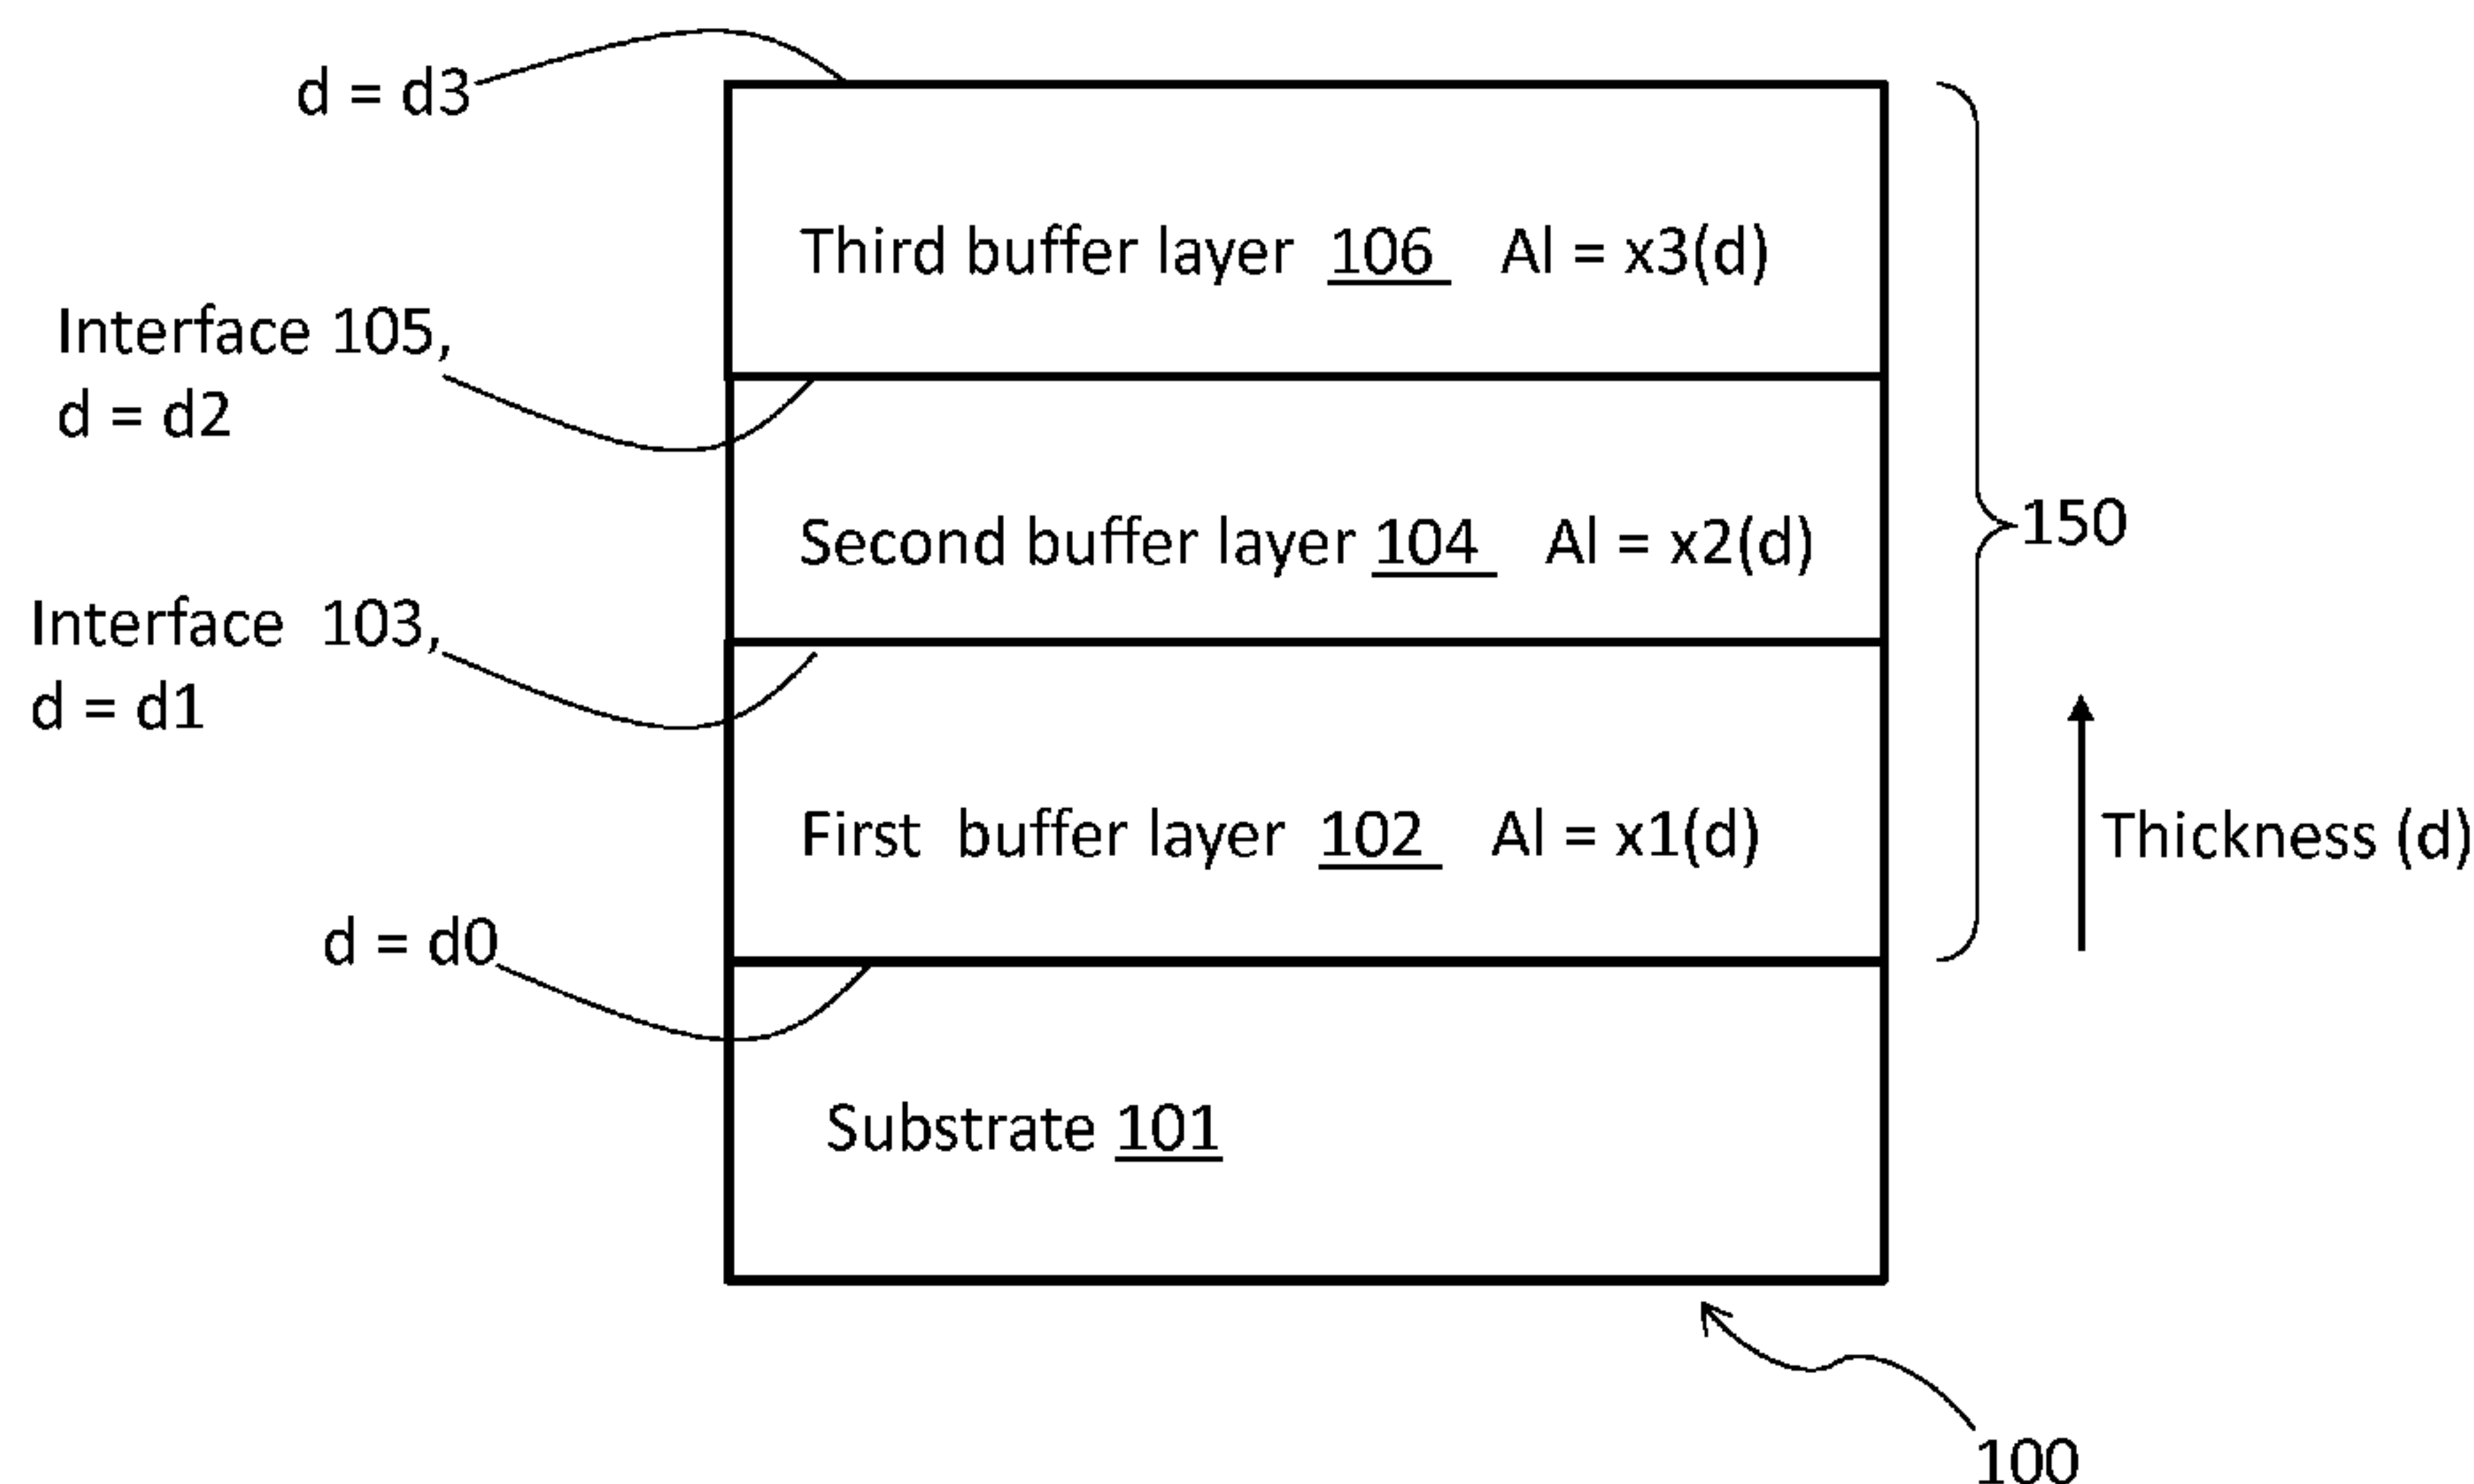 d = d3
Third buffer layer 106 Al = x3(d)
Interface 105,
d = d2
150
Second buffer layer 104 Al = x2(d)
Interface 103,
d = d1
First buffer layer 102 Al = x1(d)
Thickness (d)
d = d0
Substrate 101
100